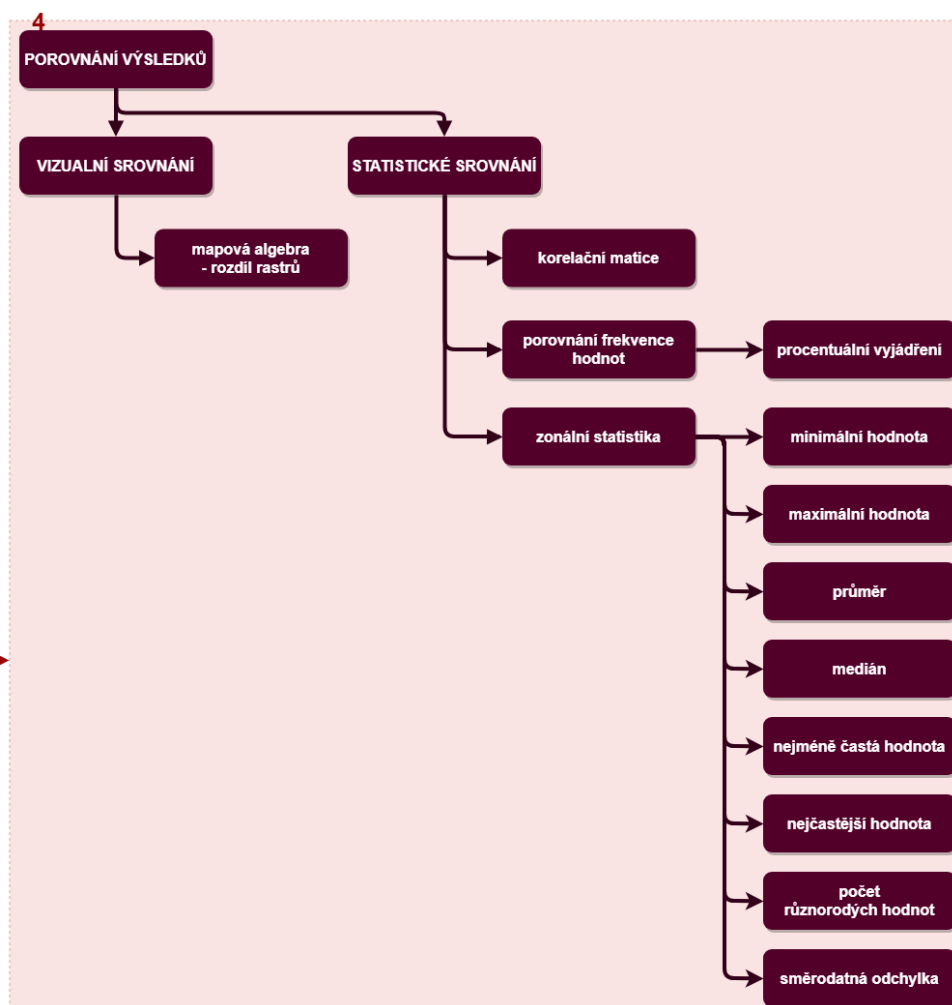 4
POROVNÁNÍ VÝSLEDKŮ
VIZUALNÍ SROVNÁNÍ
STATISTICKÉ SROVNÁNÍ
mapová algebra
- rozdíl rastrů
korelační matice
porovnání frekvence
hodnot
procentuální vyjádření
zonální statistika
minimální hodnota
maximální hodnota
průměr
medián
nejméně častá hodnota
nejčastější hodnota
počet
různorodých hodnot
směrodatná odchylka